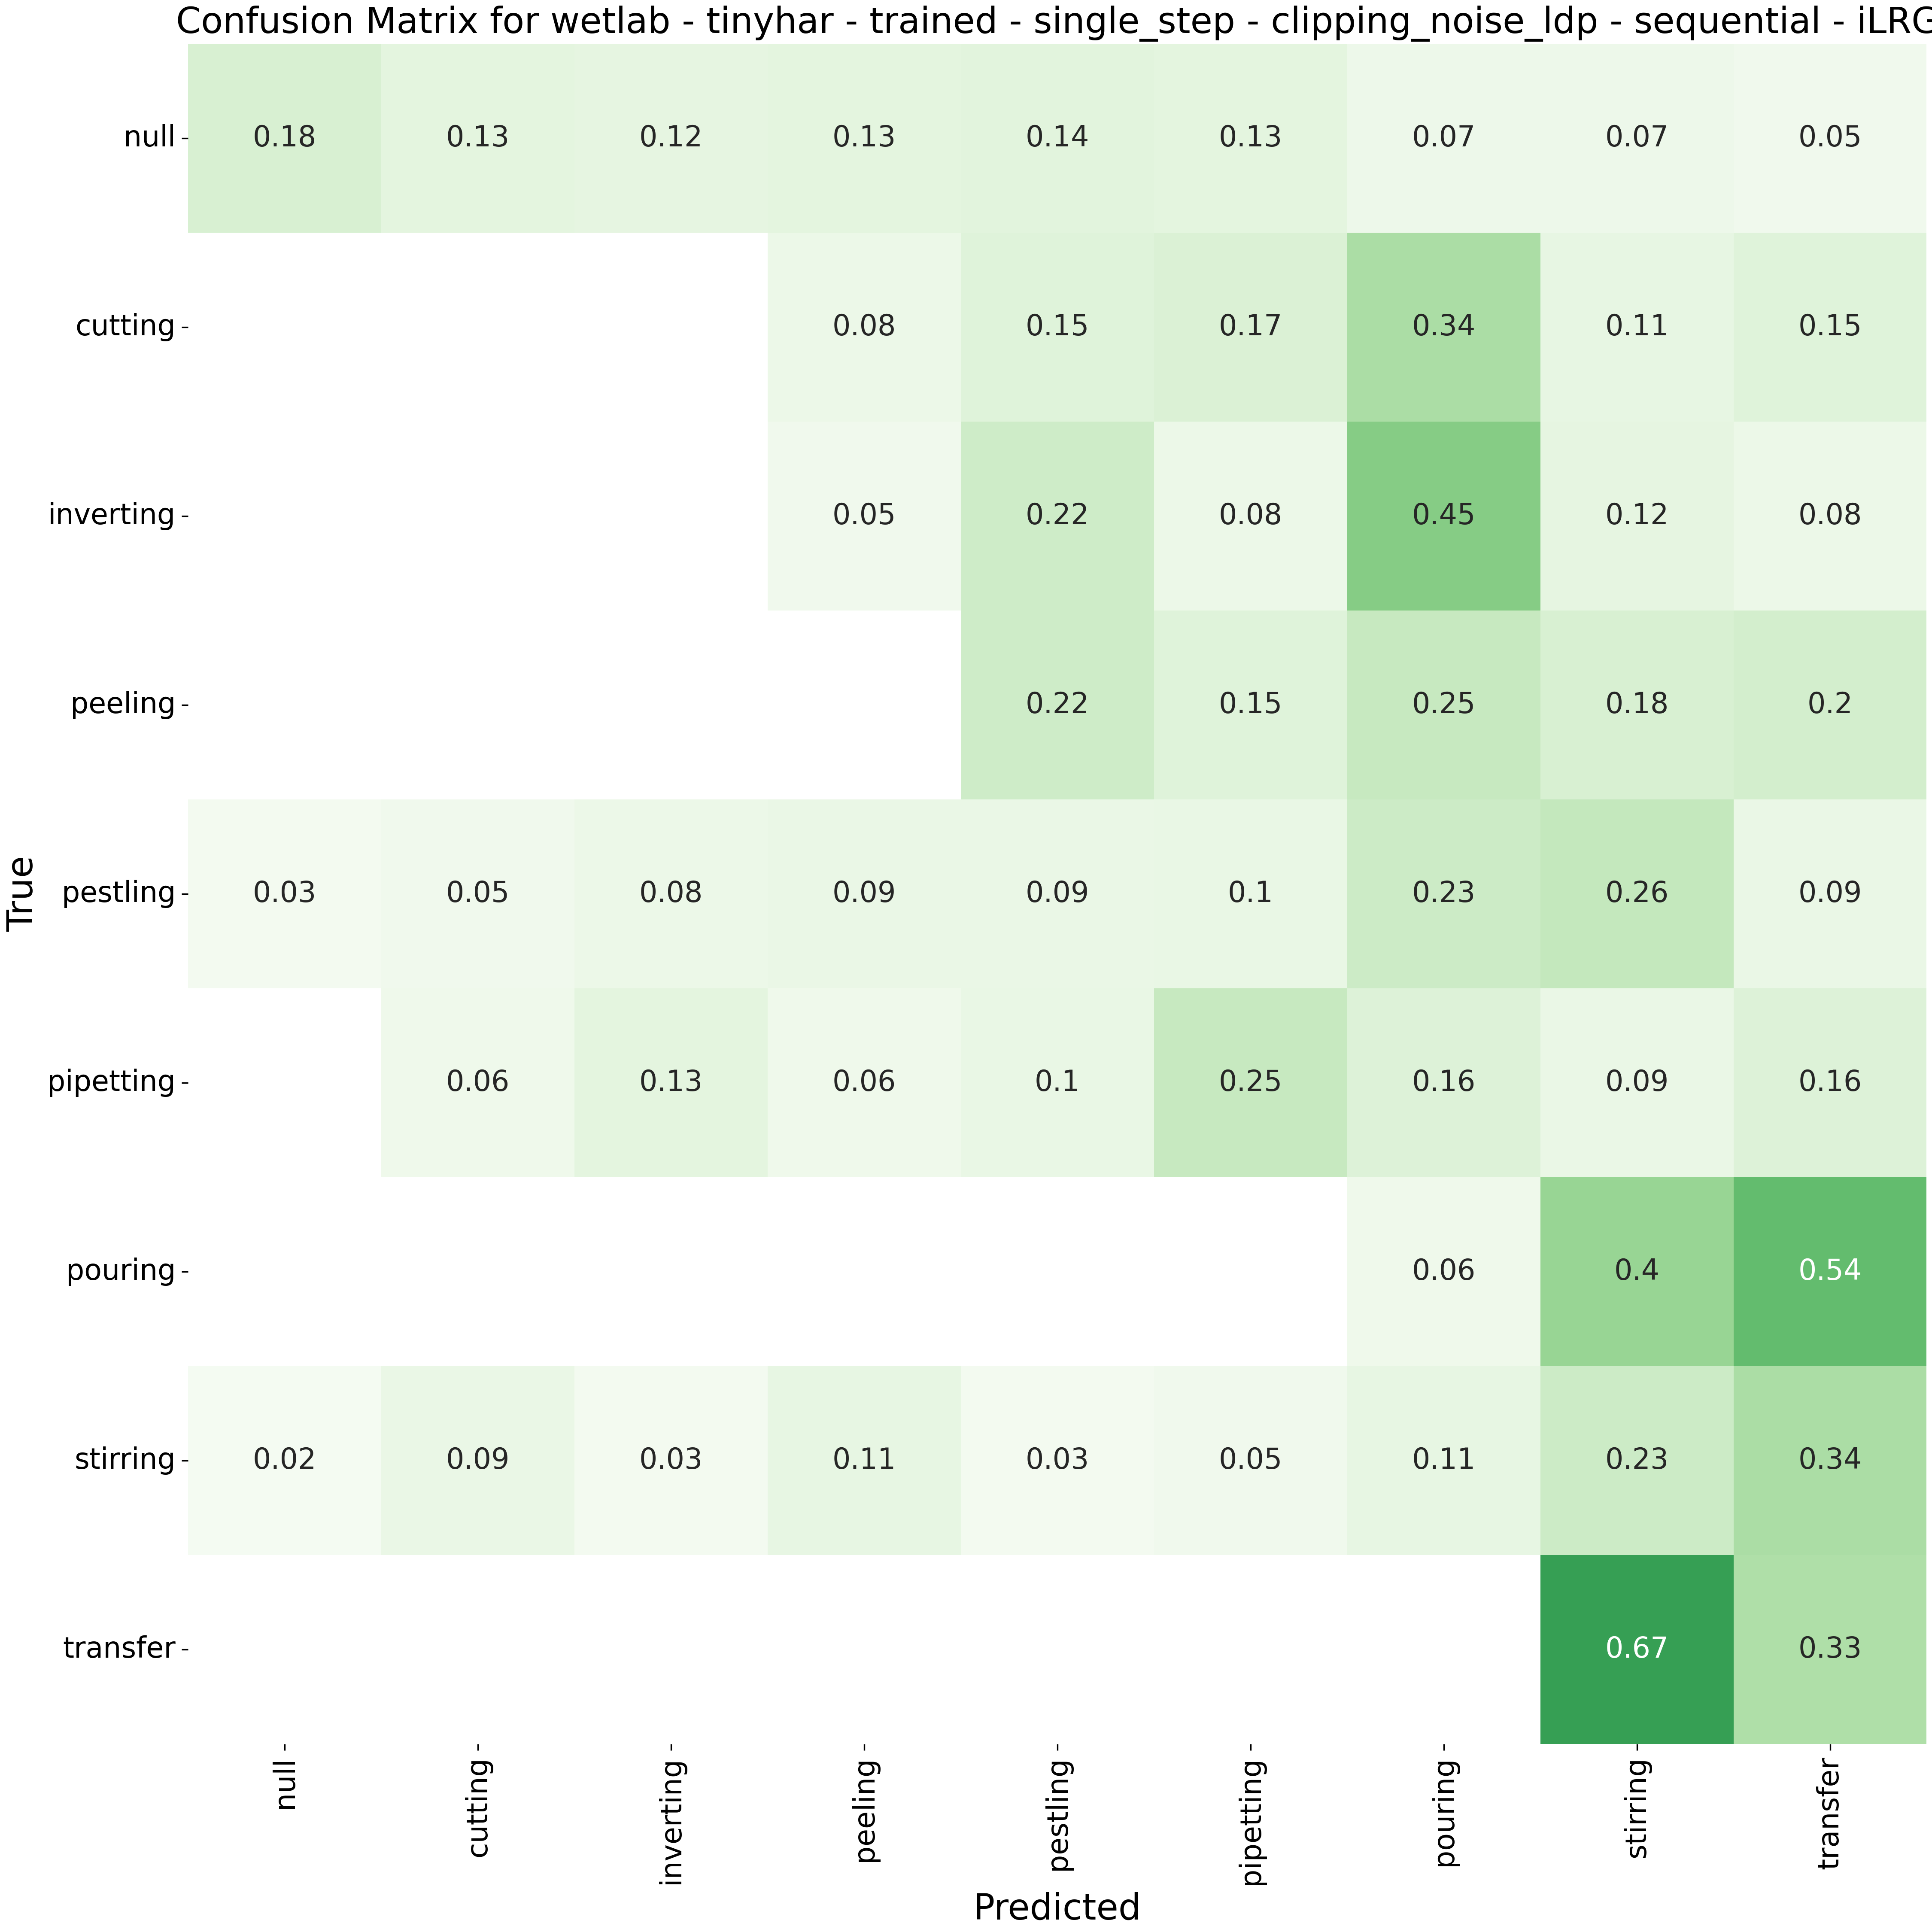 Confusion Matrix for wetlab - tinyhar - trained - single_step - clipping_noise_ldp - sequential - iLRG
null 0.18 0.13 0.12 0.13 0.14 0.13 0.07 0.07 0.05
cutting 0.08 0.15 0.17 0.34 0.11 0.15
inverting 0.05 0.22 0.08 0.45 0.12 0.08
peeling 0.22 0.15 0.25 0.18 0.2
pestling 0.03 0.05 0.08 0.09 0.09 0.1 0.23 0.26 0.09
pipetting 0.06 0.13 0.06 0.1 0.25 0.16 0.09 0.16
pouring 0.06 0.4 0.54
stirring 0.02 0.09 0.03 0.11 0.03 0.05 0.11 0.23 0.34
transfer 0.67 0.33
True
null cutting inverting peeling pestling pipetting pouring stirring transfer
Predicted